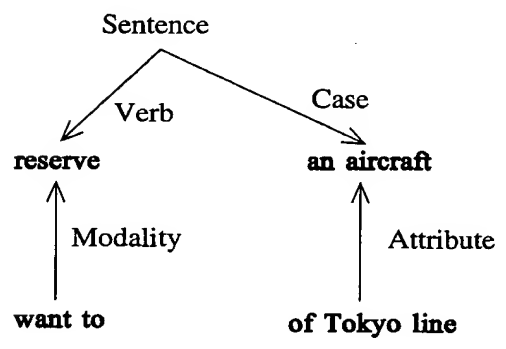 Sentence
Verb
Case
reserve
an aircraft
Modality
Attribute
want to
of Tokyo line